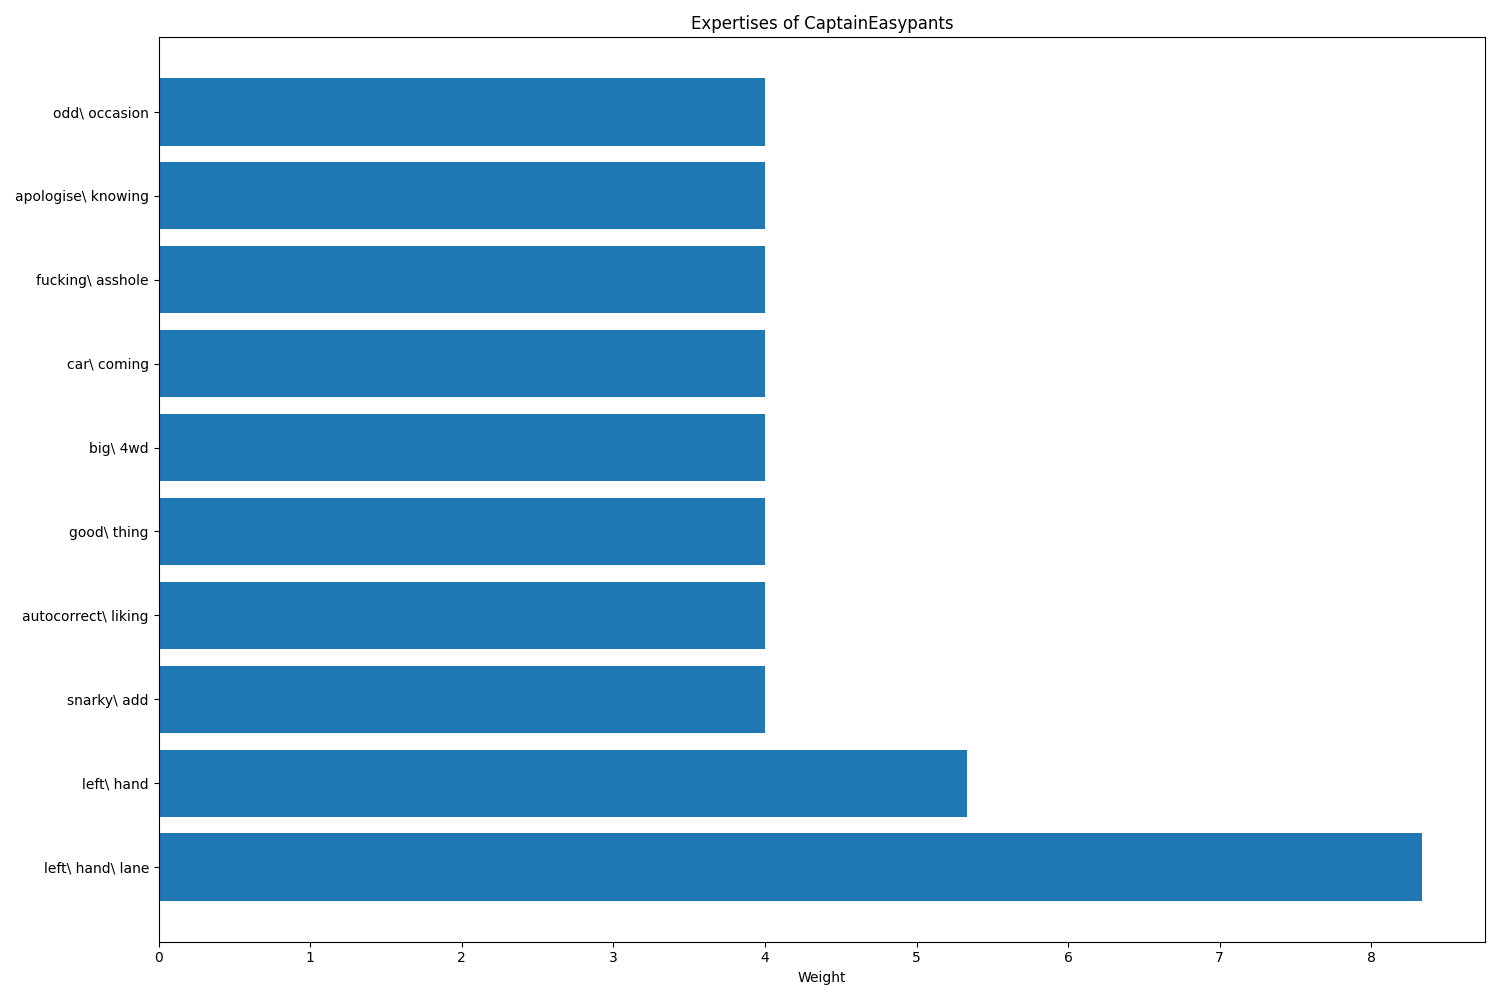 Expertises of CaptainEasypants
odd\ occasion
apologise\ knowing
fucking\ asshole
car\ coming
big\ 4wd
good\ thing
autocorrect\ liking
snarky\ add
left\ hand
left\ hand\ lane
0 1 2 3 4 5 6 7 8
Weight